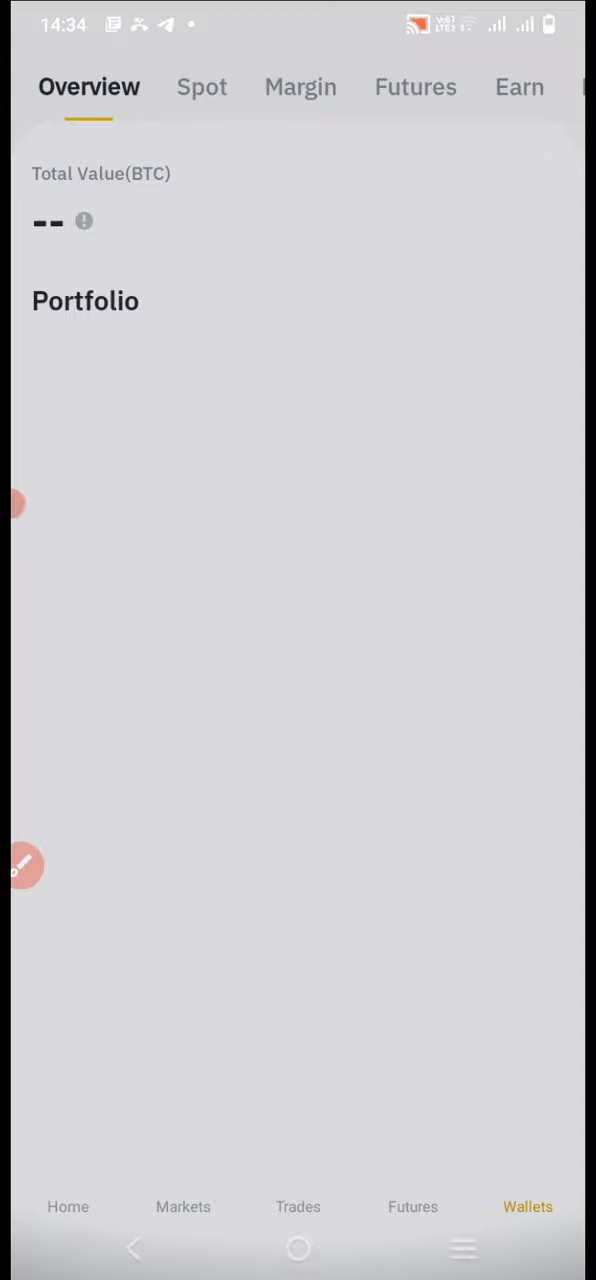 14:34
Overview Spot Margin Futures Earn
Total Value(BTC)
--
Portfolio
Home Markets Trades Futures Wallets